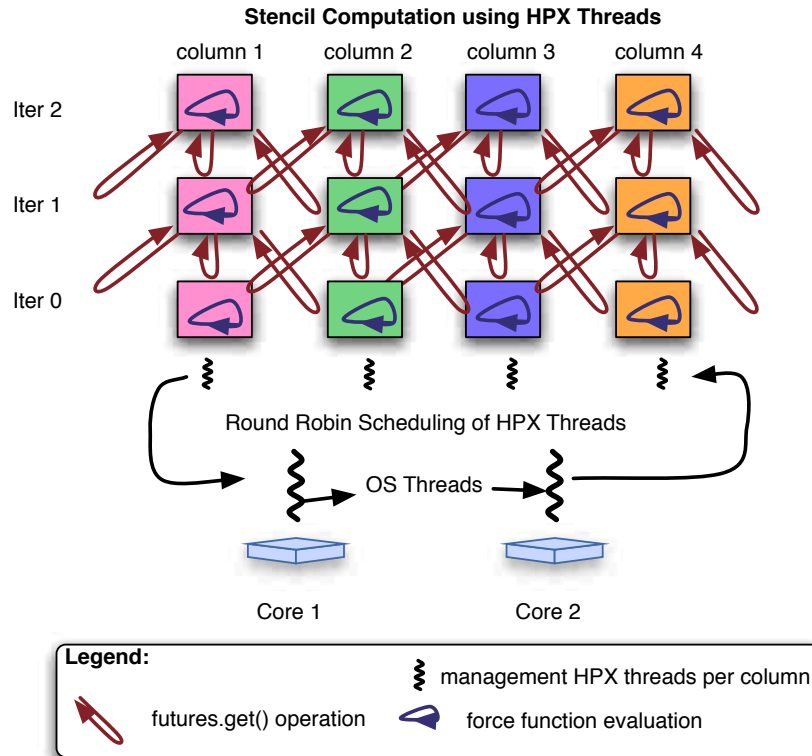 Stencil Computation using HPX Threads
column 1 column 2 column 3 column 4
Iter 2
Iter 1
Iter 0
Round Robin Scheduling of HPX Threads
OS Threads
Core 1 Core 2
Legend:
management HPX threads per column
futures.get() operation force function evaluation